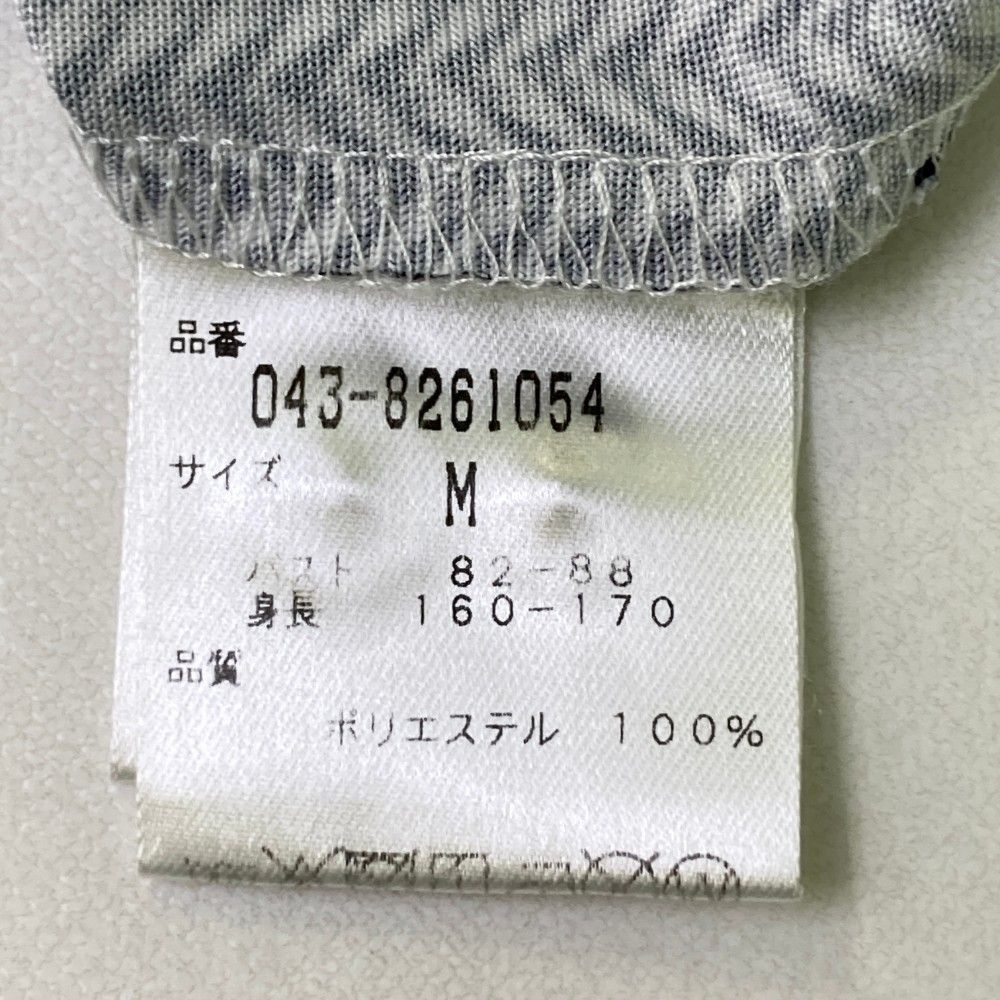 品番
043-8261054
サイズ M
バスト 82-88
身長 160-170
品質
ポリエステル 100%